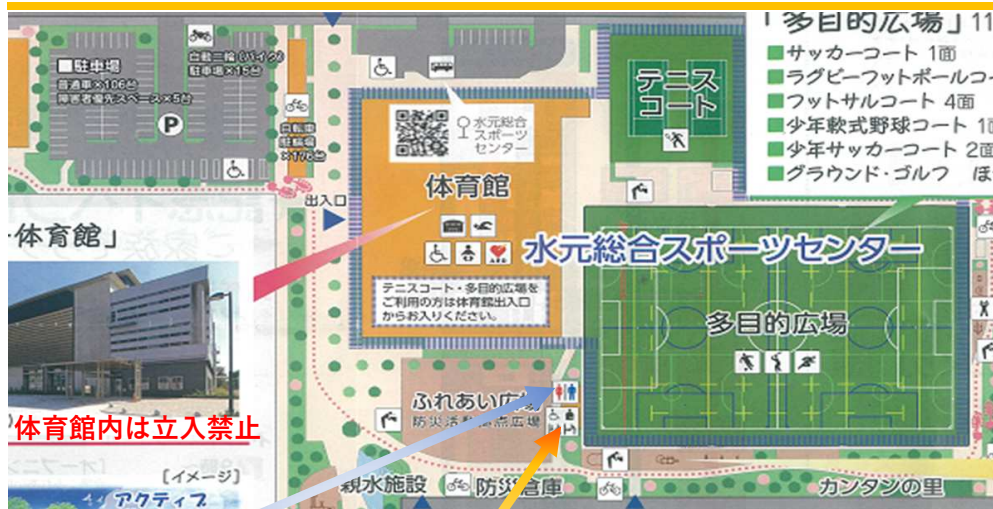 「多目的広場」11
■サッカーコート 1面
■ラグビーフットボールコー
■フットサルコート 4面
■少年軟式野球コート 1面
■少年サッカーコート 2面
■グラウンド・ゴルフ ほ
■駐車場
普通車×106台
障害者優先スペース×5台
P
自動二輪(バイク)
駐車場×15台
自転車
駐輪場
×176台
水元総合
スポーツ
センター
テニス
コート
体育館
出入口
テニスコート・多目的広場を
ご利用の方は体育館出入口
からお入りください。
水元総合スポーツセンター
多目的広場
体育館」
体育館内は立入禁止
[イメージ]
アクティブ
ふれあい広場
防災活動拠点広場
親水施設
防災倉庫
カンタンの里